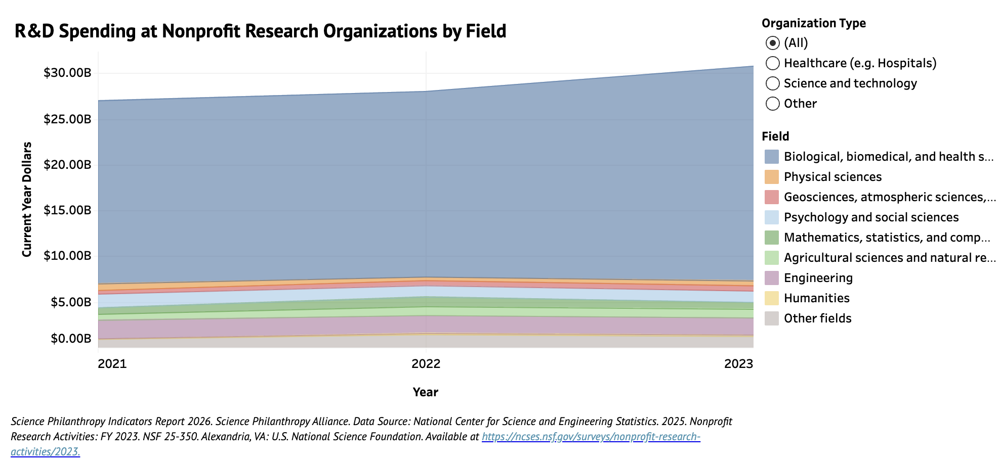 R&D Spending at Nonprofit Research Organizations by Field
Current Year Dollars
$30.00B
$25.00B
$20.00B
$15.00B
$10.00B
$5.00B
$0.00B
2021
2022
2023
Year
Organization Type
(All)
Healthcare (e.g. Hospitals)
Science and technology
Other
Field
Biological, biomedical, and health s...
Physical sciences
Geosciences, atmospheric sciences,...
Psychology and social sciences
Mathematics, statistics, and comp...
Agricultural sciences and natural re...
Engineering
Humanities
Other fields
Science Philanthropy Indicators Report 2026. Science Philanthropy Alliance. Data Source: National Center for Science and Engineering Statistics. 2025. Nonprofit
Research Activities: FY 2023. NSF 25-350. Alexandria, VA: U.S. National Science Foundation. Available at https://ncses.nsf.gov/surveys/nonprofit-research-
activities/2023.